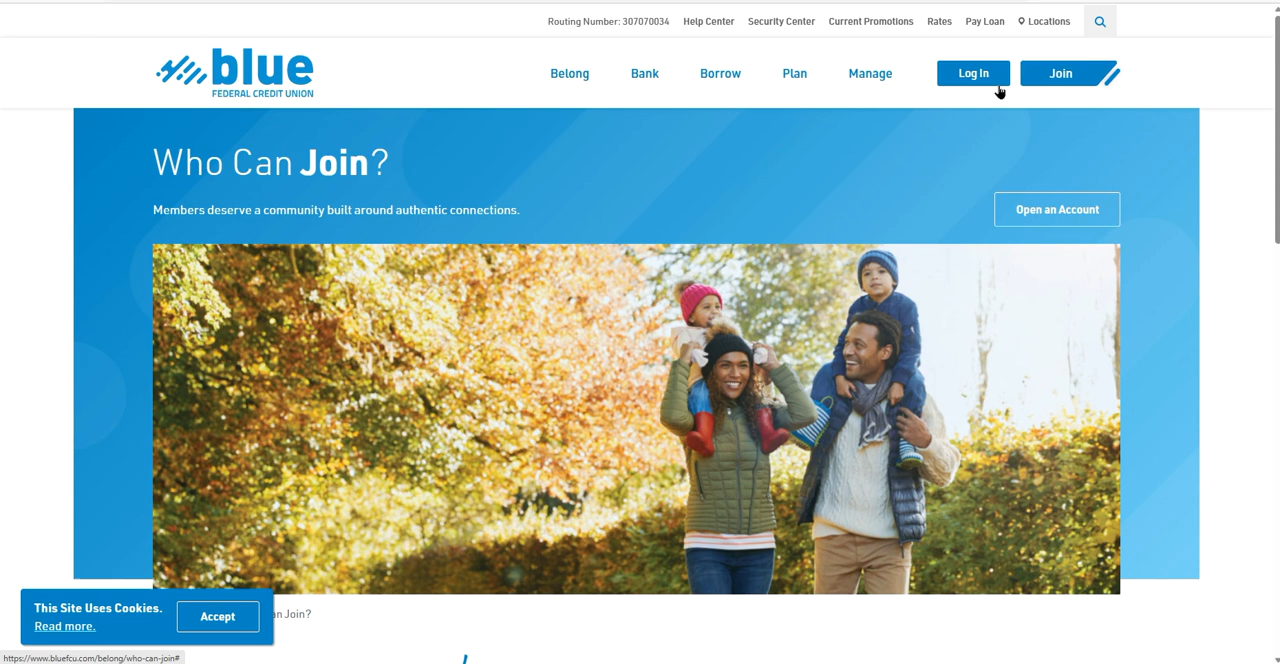 Routing Number: 307070034 Help Center Security Center Current Promotions Rates Pay Loan Locations
blue
FEDERAL CREDIT UNION
Belong Bank Borrow Plan Manage Log In Join
Who Can Join?
Members deserve a community built around authentic connections.
Open an Account
This Site Uses Cookies.
Read more.
Accept
an Join?
https://www.bluefcu.com/belong/who-can-join#